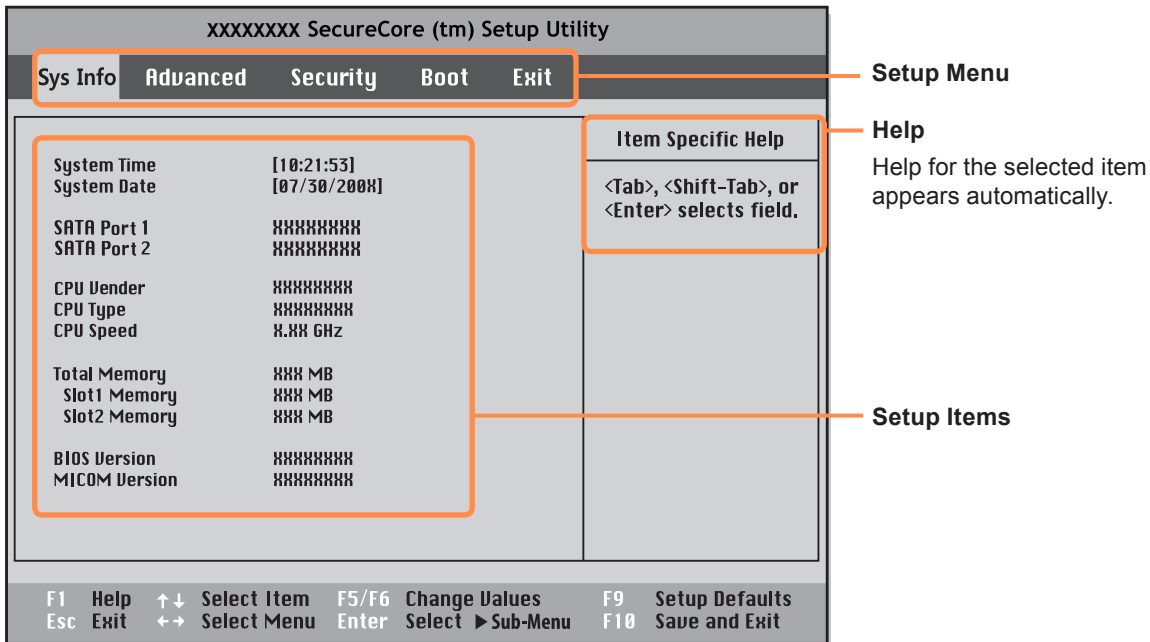 XXXXXXXX SecureCore (tm) Setup Utility
Sys Info Advanced Security Boot Exit
Setup Menu
Item Specific Help
<Tab>, <Shift-Tab>, or
<Enter> selects field.
Help
Help for the selected item
appears automatically.
System Time [10:21:53]
System Date [07/30/200X]
SATA Port 1 XXXXXXXX
SATA Port 2 XXXXXXXX
CPU Vender XXXXXXXX
CPU Type XXXXXXXX
CPU Speed X.XX GHz
Total Memory XXX MB
Slot1 Memory XXX MB
Slot2 Memory XXX MB
BIOS Version XXXXXXXX
MICOM Version XXXXXXXX
Setup Items
F1 Help ↑↓ Select Item F5/F6 Change Values F9 Setup Defaults
Esc Exit ←→ Select Menu Enter Select ▶Sub-Menu F10 Save and Exit